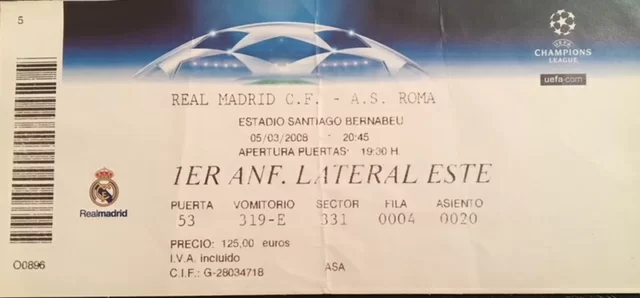 5
UEFA
CHAMPIONS
LEAGUE
uefa.com
REAL MADRID C.F. - A.S. ROMA
ESTADIO SANTIAGO BERNABEU
05/03/2008 - 20:45
APERTURA PUERTAS: 19:30 H.
1ER ANF. LATERAL ESTE
Realmadrid
PUERTA VOMITORIO SECTOR FILA ASIENTO
53 319-E 331 0004 0020
PRECIO: 125,00 euros
I.V.A. incluido
C.I.F.: G-28034718
ASA
O0896